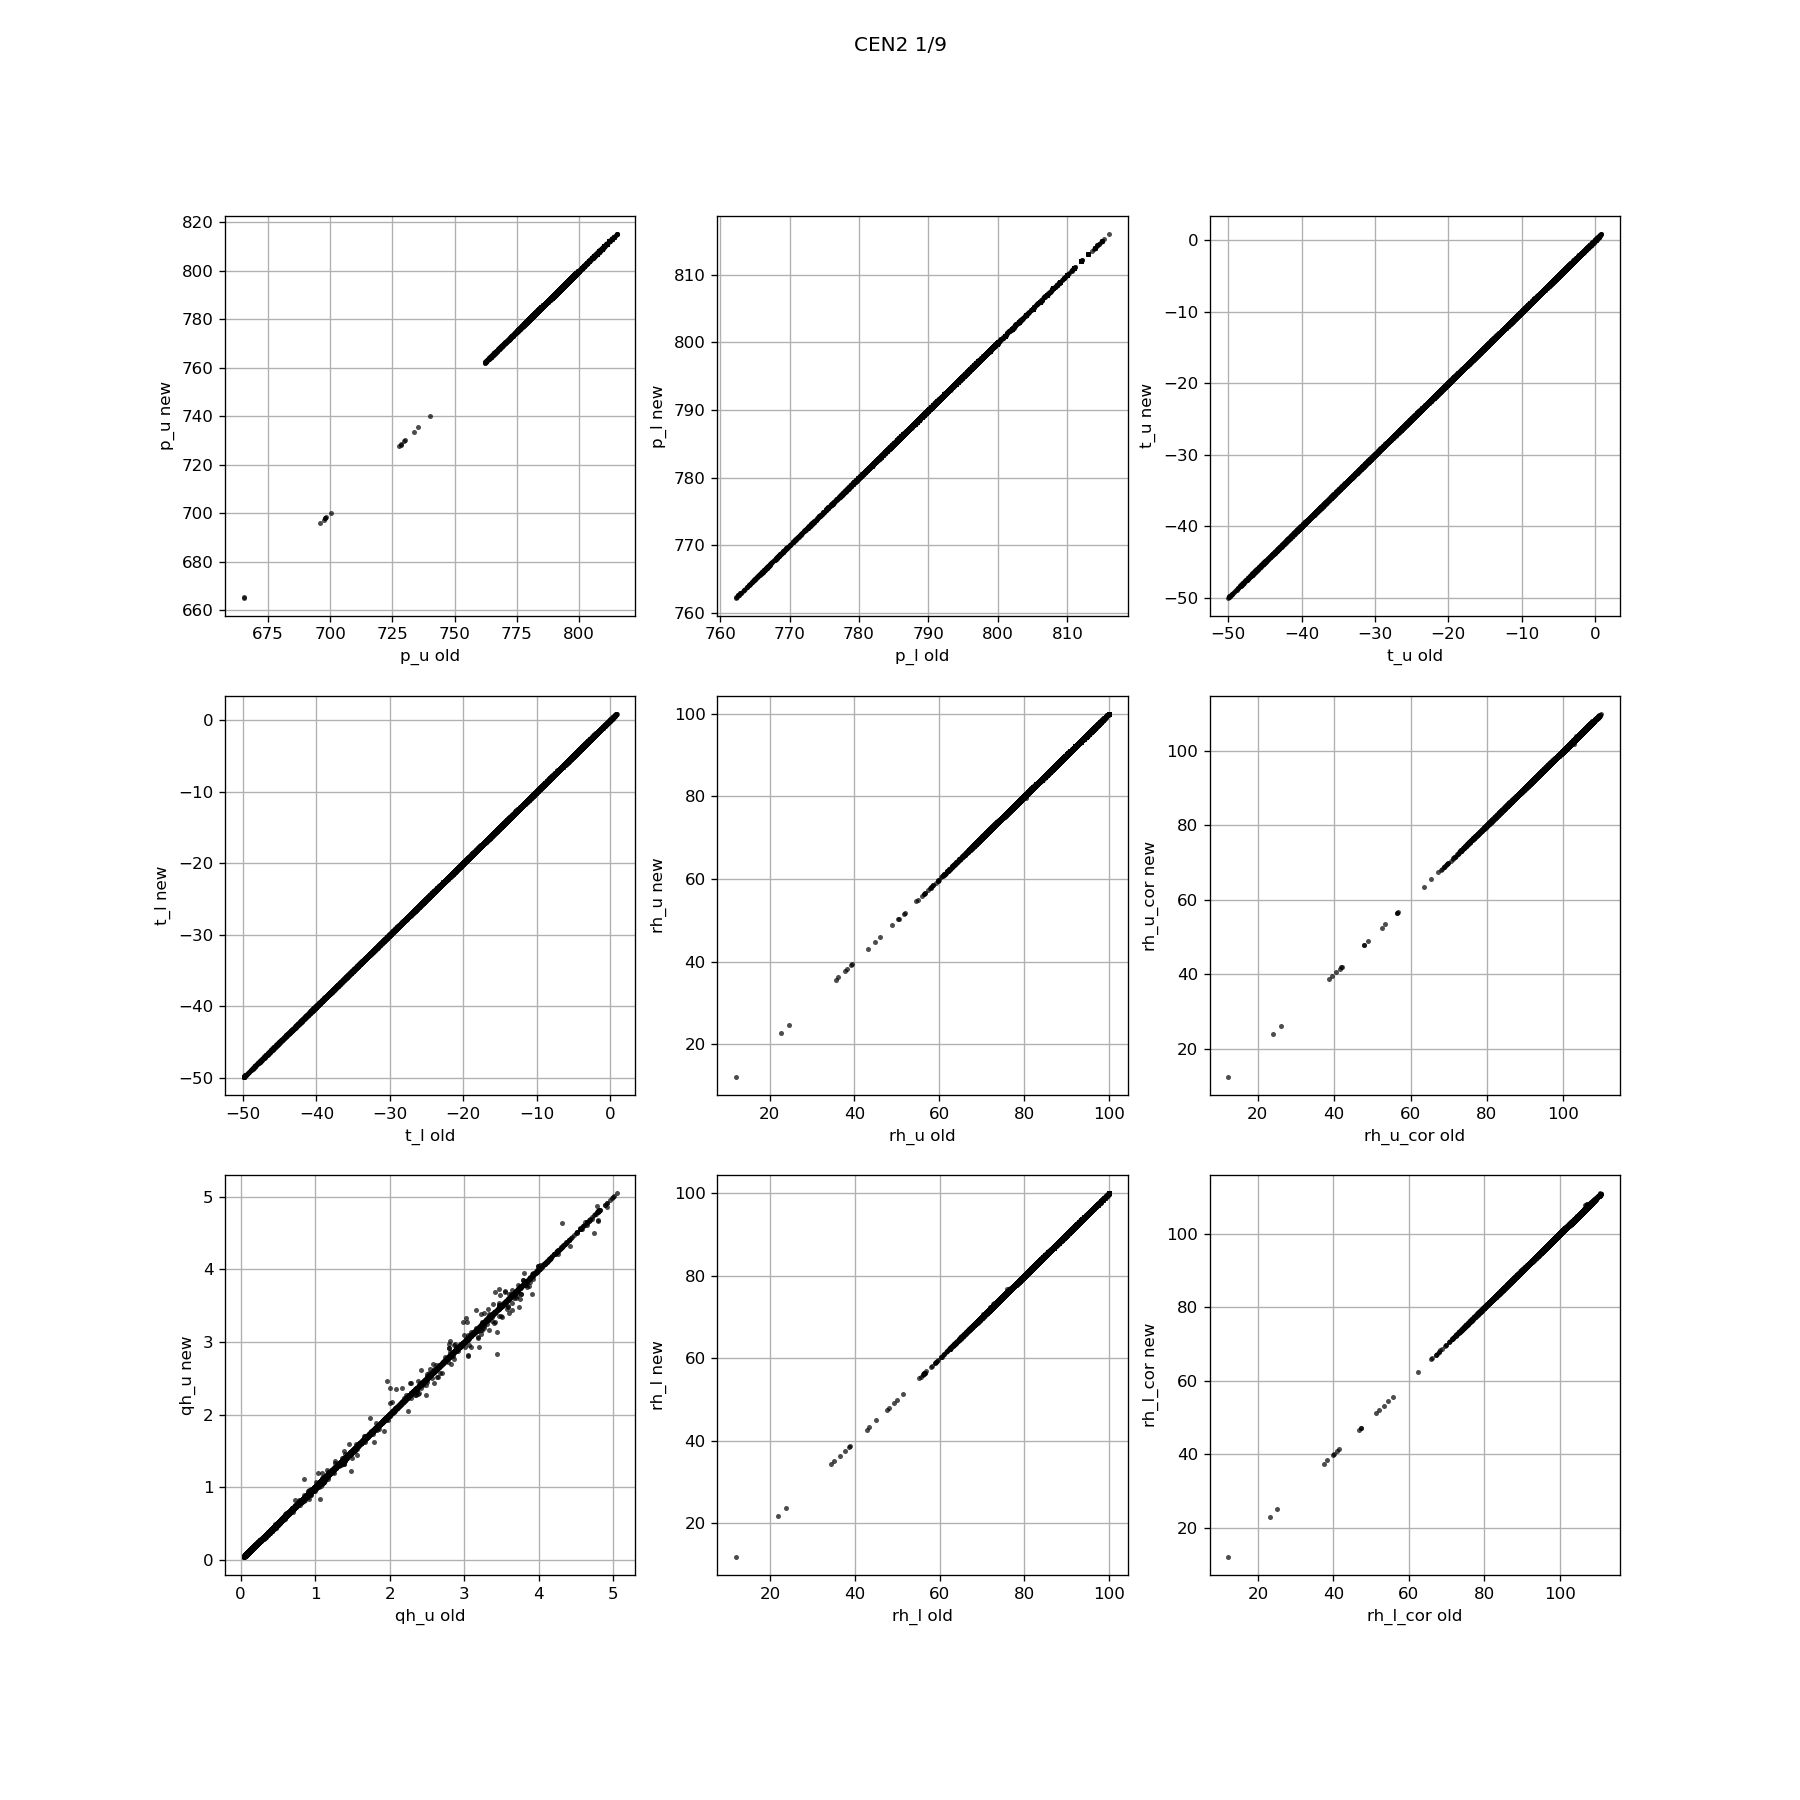 CEN2 1/9
820
800
780
760
740
720
700
680
660
p_u new
675 700 725 750 775 800
p_u old
810
800
790
780
770
760
p_l new
760 770 780 790 800 810
p_l old
0
−10
−20
−30
−40
−50
t_u new
−50 −40 −30 −20 −10 0
t_u old
0
−10
−20
−30
−40
−50
t_l new
−50 −40 −30 −20 −10 0
t_l old
100
80
60
40
20
rh_u new
20 40 60 80 100
rh_u old
100
80
60
40
20
rh_u_cor new
20 40 60 80 100
rh_u_cor old
5
4
3
2
1
0
qh_u new
0 1 2 3 4 5
qh_u old
100
80
60
40
20
rh_l new
20 40 60 80 100
rh_l old
100
80
60
40
20
rh_l_cor new
20 40 60 80 100
rh_l_cor old